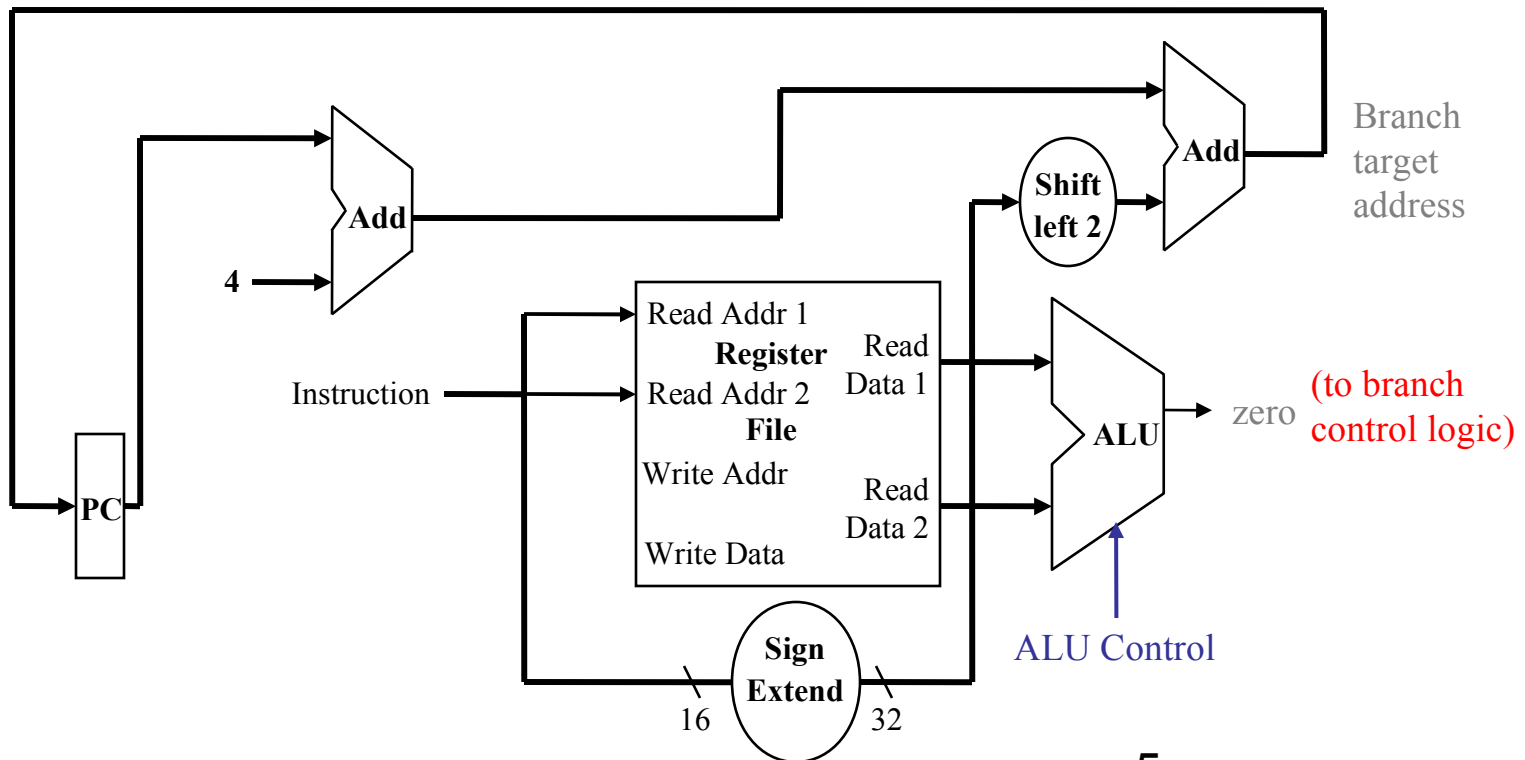 Branch
target
address
Add
Shift
left 2
Add
4
Read Addr 1
Register
Read
Data 1
Instruction
Read Addr 2
File
(to branch
control logic)
zero
ALU
Write Addr
PC
Read
Data 2
Write Data
Sign
Extend
ALU Control
16
32